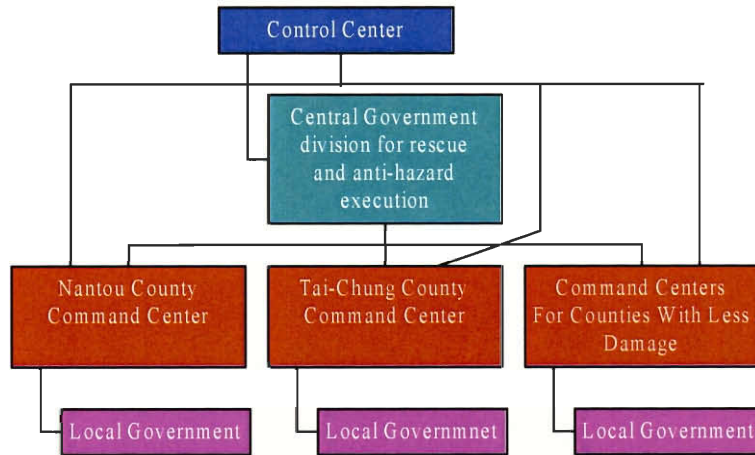 Control Center
Central Government
division for rescue
and anti-hazard
execution
Nantou County
Command Center
Tai-Chung County
Command Center
Command Centers
For Counties With Less
Damage
Local Government
Local Governmnet
Local Government